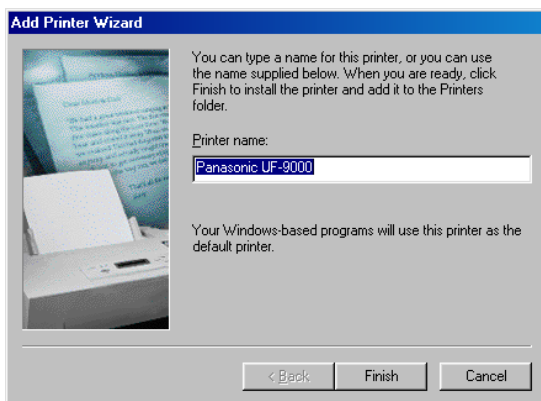 Add Printer Wizard
You can type a name for this printer, or you can use
the name supplied below. When you are ready, click
Finish to install the printer and add it to the Printers
folder.
Printer name:
Panasonic UF-9000
Your Windows-based programs will use this printer as the
default printer.
< Back
Finish
Cancel